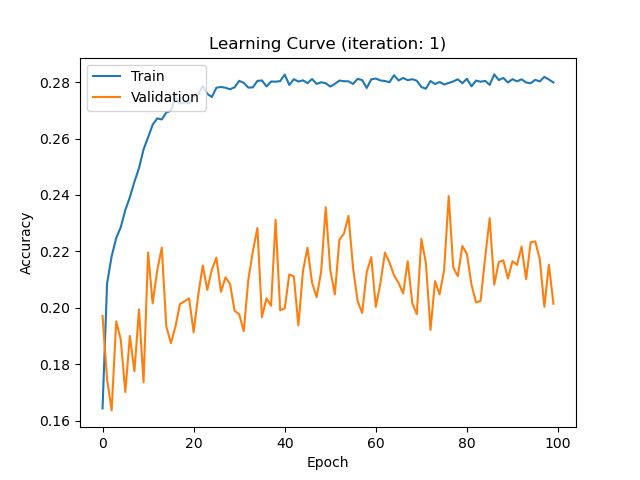 Learning Curve (iteration: 1)
Train
Validation
0.28
0.26
0.24
0.22
0.20
0.18
0.16
Accuracy
0 20 40 60 80 100
Epoch